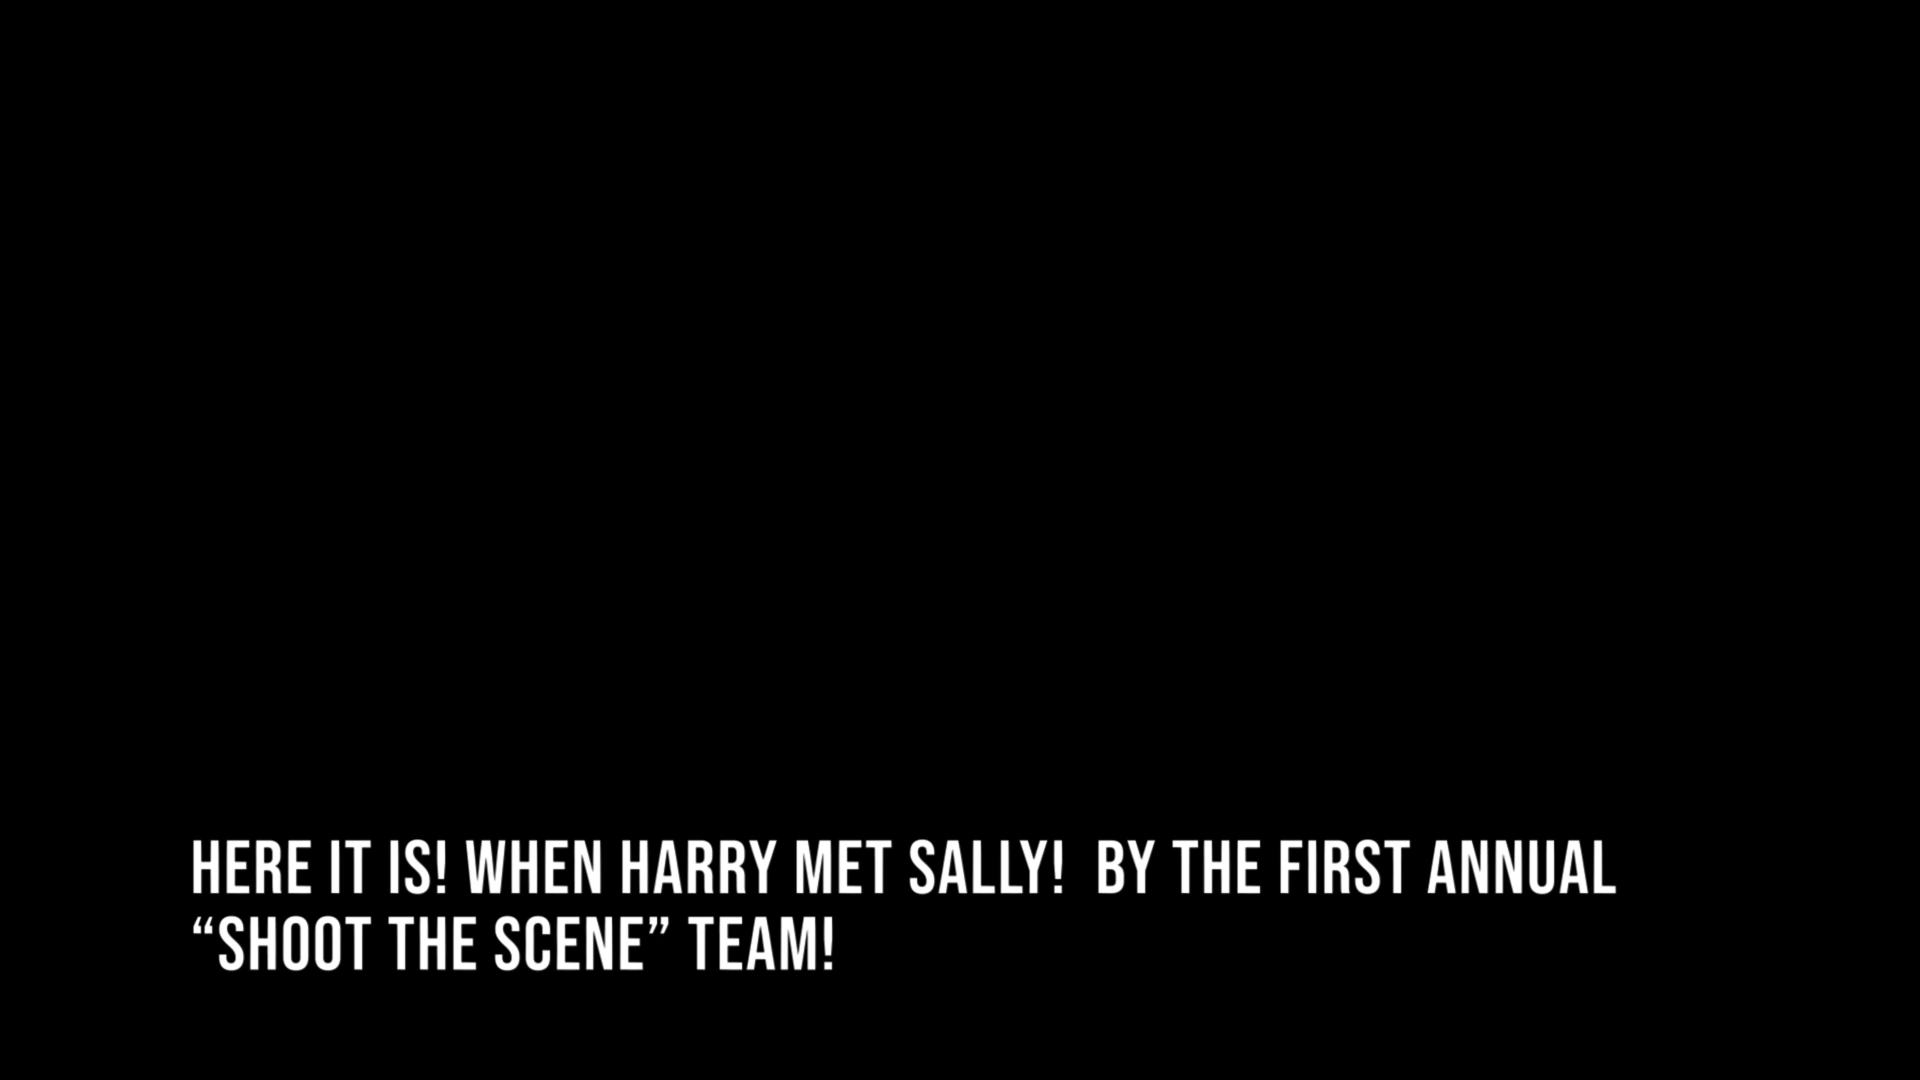 HERE IT IS! WHEN HARRY MET SALLY!  BY THE FIRST ANNUAL
“SHOOT THE SCENE” TEAM!